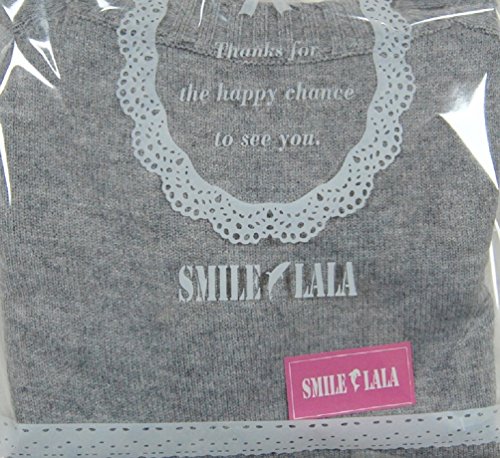 Thanks for
the happy chance
to see you.
SMILE LALA
SMILE LALA